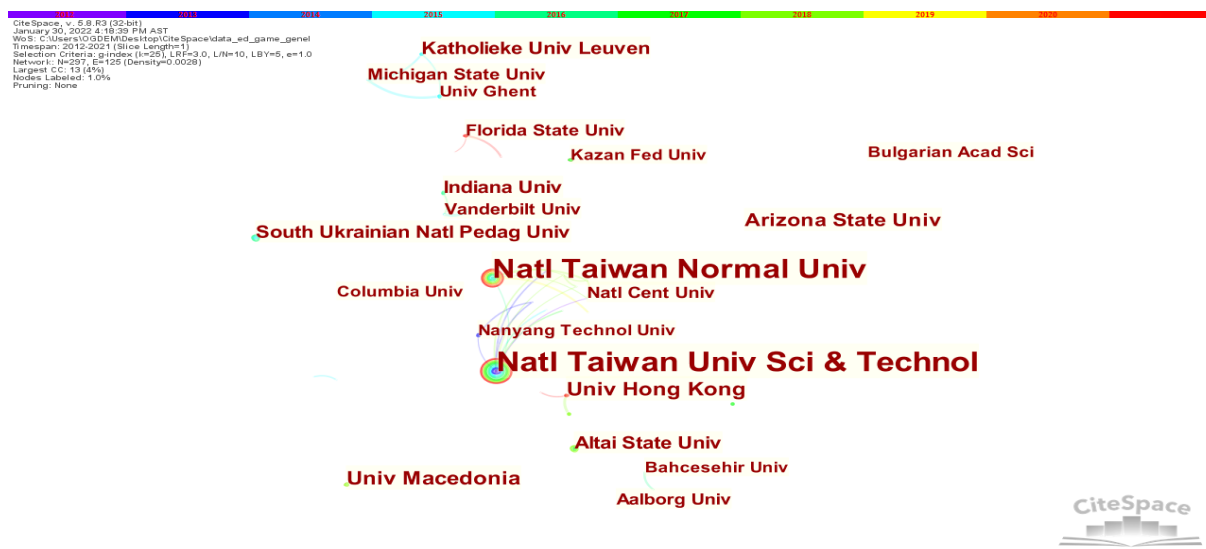 2012 2013 2014 2015 2016 2017 2018 2019 2020
CiteSpace, v. 5.8.R3 (32-bit)
January 30, 2022 4:18:39 PM AST
WoS: C:\Users\OGDEM\Desktop\CiteSpace\data_ed_game_genel
Timespan: 2012-2021 (Slice Length=1)
Selection Criteria: g-index (k=25), LRF=3.0, L/N=10, LBY=5, e=1.0
Network: N=297, E=125 (Density=0.0028)
Largest CC: 13 (4%)
Nodes Labeled: 1.0%
Pruning: None
Katholieke Univ Leuven
Michigan State Univ
Univ Ghent
Florida State Univ
Kazan Fed Univ
Bulgarian Acad Sci
Indiana Univ
Vanderbilt Univ
Arizona State Univ
South Ukrainian Natl Pedag Univ
Natl Taiwan Normal Univ
Columbia Univ
Natl Cent Univ
Nanyang Technol Univ
Natl Taiwan Univ Sci & Technol
Univ Hong Kong
Altai State Univ
Bahcesehir Univ
Univ Macedonia
Aalborg Univ
CiteSpace